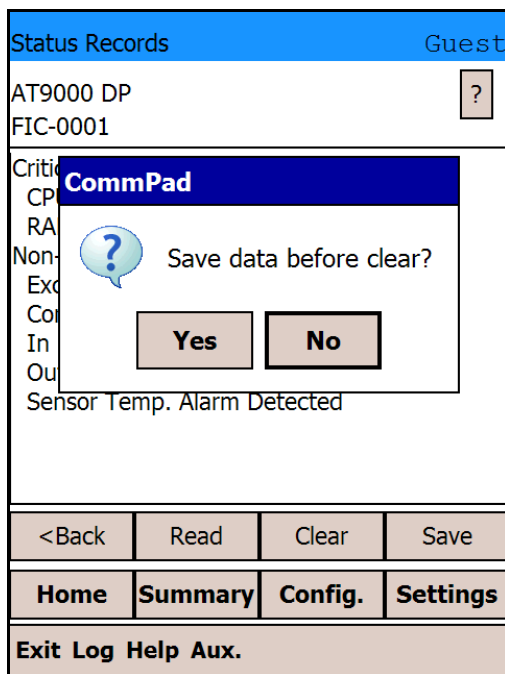 Status Records Guest
AT9000 DP ?
FIC-0001
CommPad
?
Save data before clear?
Yes No
In
Sensor Temp. Alarm Detected
<Back Read Clear Save
Home Summary Config. Settings
Exit Log Help Aux.